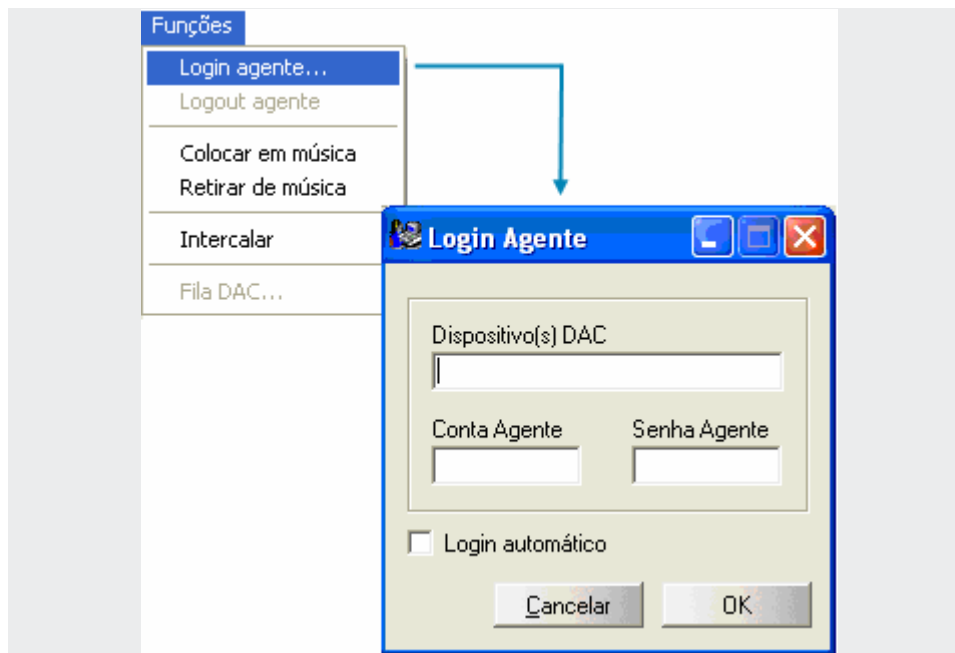 Funções
Login agente...
Logout agente
Colocar em música
Retirar de música
Intercalar
Fila DAC...
Login Agente
Dispositivo(s) DAC
Conta Agente Senha Agente
Login automático
Cancelar OK